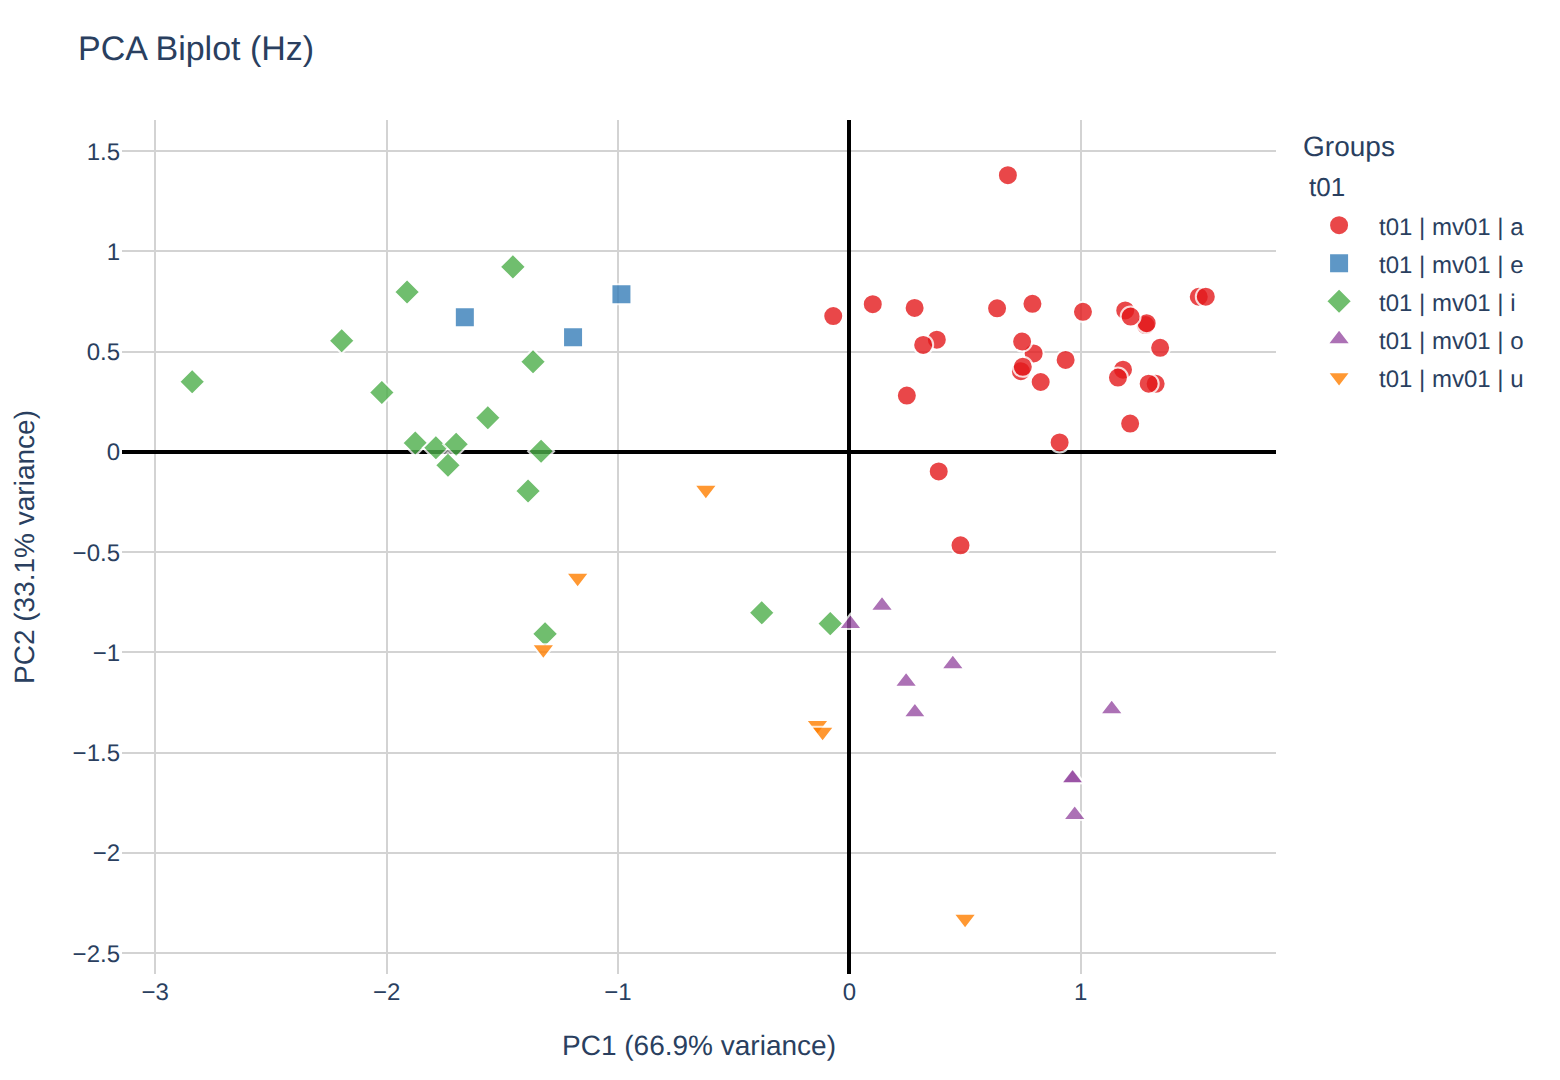 PCA Biplot (Hz)
Groups
t01
t01 | mv01 | a
t01 | mv01 | e
t01 | mv01 | i
t01 | mv01 | o
t01 | mv01 | u
PC2 (33.1% variance)
1.5
1
0.5
0
−0.5
−1
−1.5
−2
−2.5
−3 −2 −1 0 1
PC1 (66.9% variance)